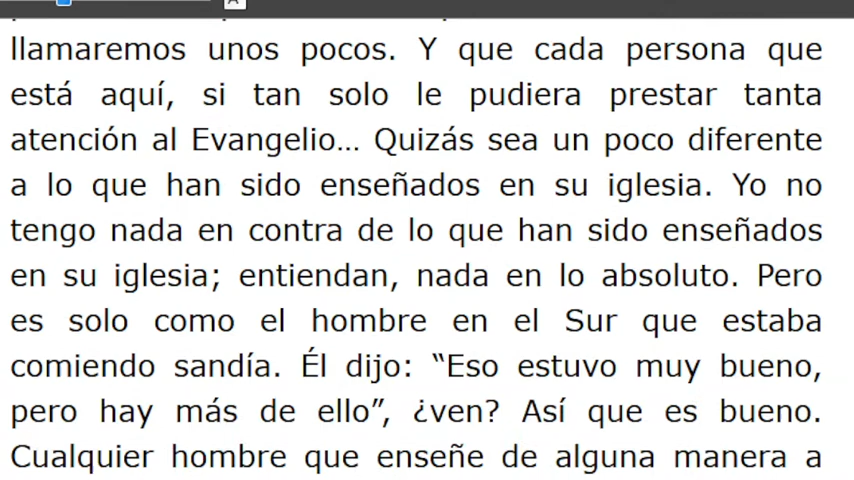 llamaremos unos pocos. Y que cada persona que
está aquí, si tan solo le pudiera prestar tanta
atención al Evangelio... Quizás sea un poco diferente
a lo que han sido enseñados en su iglesia. Yo no
tengo nada en contra de lo que han sido enseñados
en su iglesia; entiendan, nada en lo absoluto. Pero
es solo como el hombre en el Sur que estaba
comiendo sandía. Él dijo: “Eso estuvo muy bueno,
pero hay más de ello”, ¿ven? Así que es bueno.
Cualquier hombre que enseñe de alguna manera a